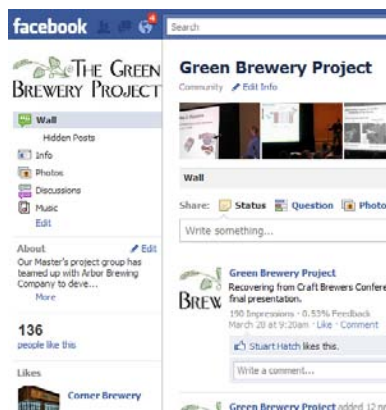 facebook
4
Search
THE GREEN
BREWERY PROJECT
Wall
Hidden Posts
Info
Photos
Discussions
Music
Edit
About
Edit
Our Master's project group has
teamed up with Arbor Brewing
Company to deve...
More
136
people like this
Likes
Corner Brewery
Green Brewery Project
Community Edit Info
Wall
Share: Status Question Photo
Write something...
BREW
Green Brewery Project
Recovering from Craft Brewers Confere
final presentation.
190 Impressions · 0.53% Feedback
March 28 at 9:20am · Like · Comment
Stuart Hatch likes this.
Write a comment...
Green Brewery Project added 12